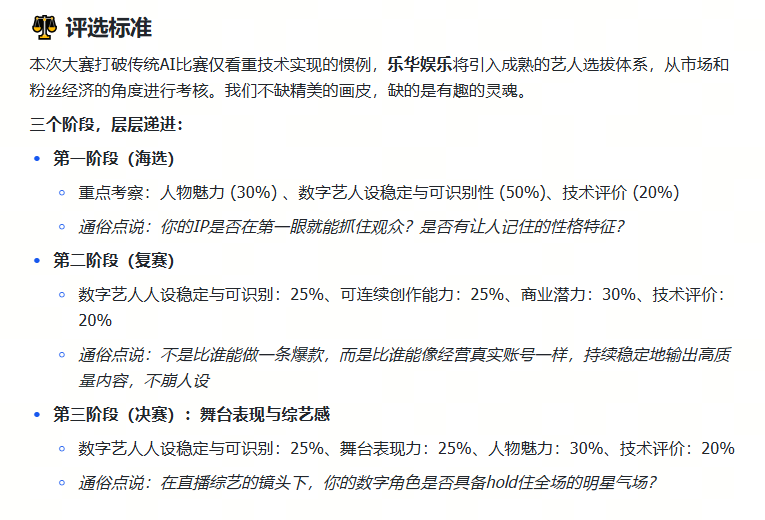 评选标准
本次大赛打破传统AI比赛仅看重技术实现的惯例，乐华娱乐将引入成熟的艺人选拔体系，从市场和
粉丝经济的角度进行考核。我们不缺精美的画皮，缺的是有趣的灵魂。
三个阶段，层层递进：
• 第一阶段（海选）
◦ 重点考察：人物魅力 (30%) 、数字艺人设稳定与可识别性 (50%)、技术评价 (20%)
◦ 通俗点说：你的IP是否在第一眼就能抓住观众？是否有让人记住的性格特征？
• 第二阶段（复赛）
◦ 数字艺人人设稳定与可识别：25%、可连续创作能力：25%、商业潜力：30%、技术评价：
20%
◦ 通俗点说：不是比谁能做一条爆款，而是比谁能像经营真实账号一样，持续稳定地输出高质
量内容，不崩人设
• 第三阶段（决赛）：舞台表现与综艺感
◦ 数字艺人人设稳定与可识别：25%、舞台表现力：25%、人物魅力：30%、技术评价：20%
◦ 通俗点说：在直播综艺的镜头下，你的数字角色是否具备hold住全场的明星气场？